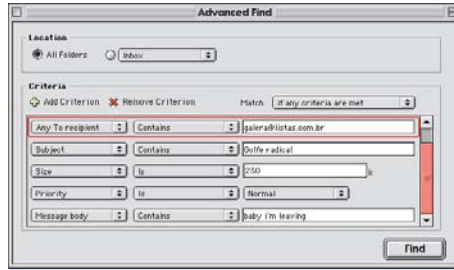 Advanced Find
Location
All Folders Inbox
Criteria
Add Criterion Remove Criterion Match if any criteria are met
Any To recipient Contains galera@listas.com.br
Subject Contains Golfe radical
Size Is 230 k
Priority Is Normal
Message body Contains baby i'm leaving
Find